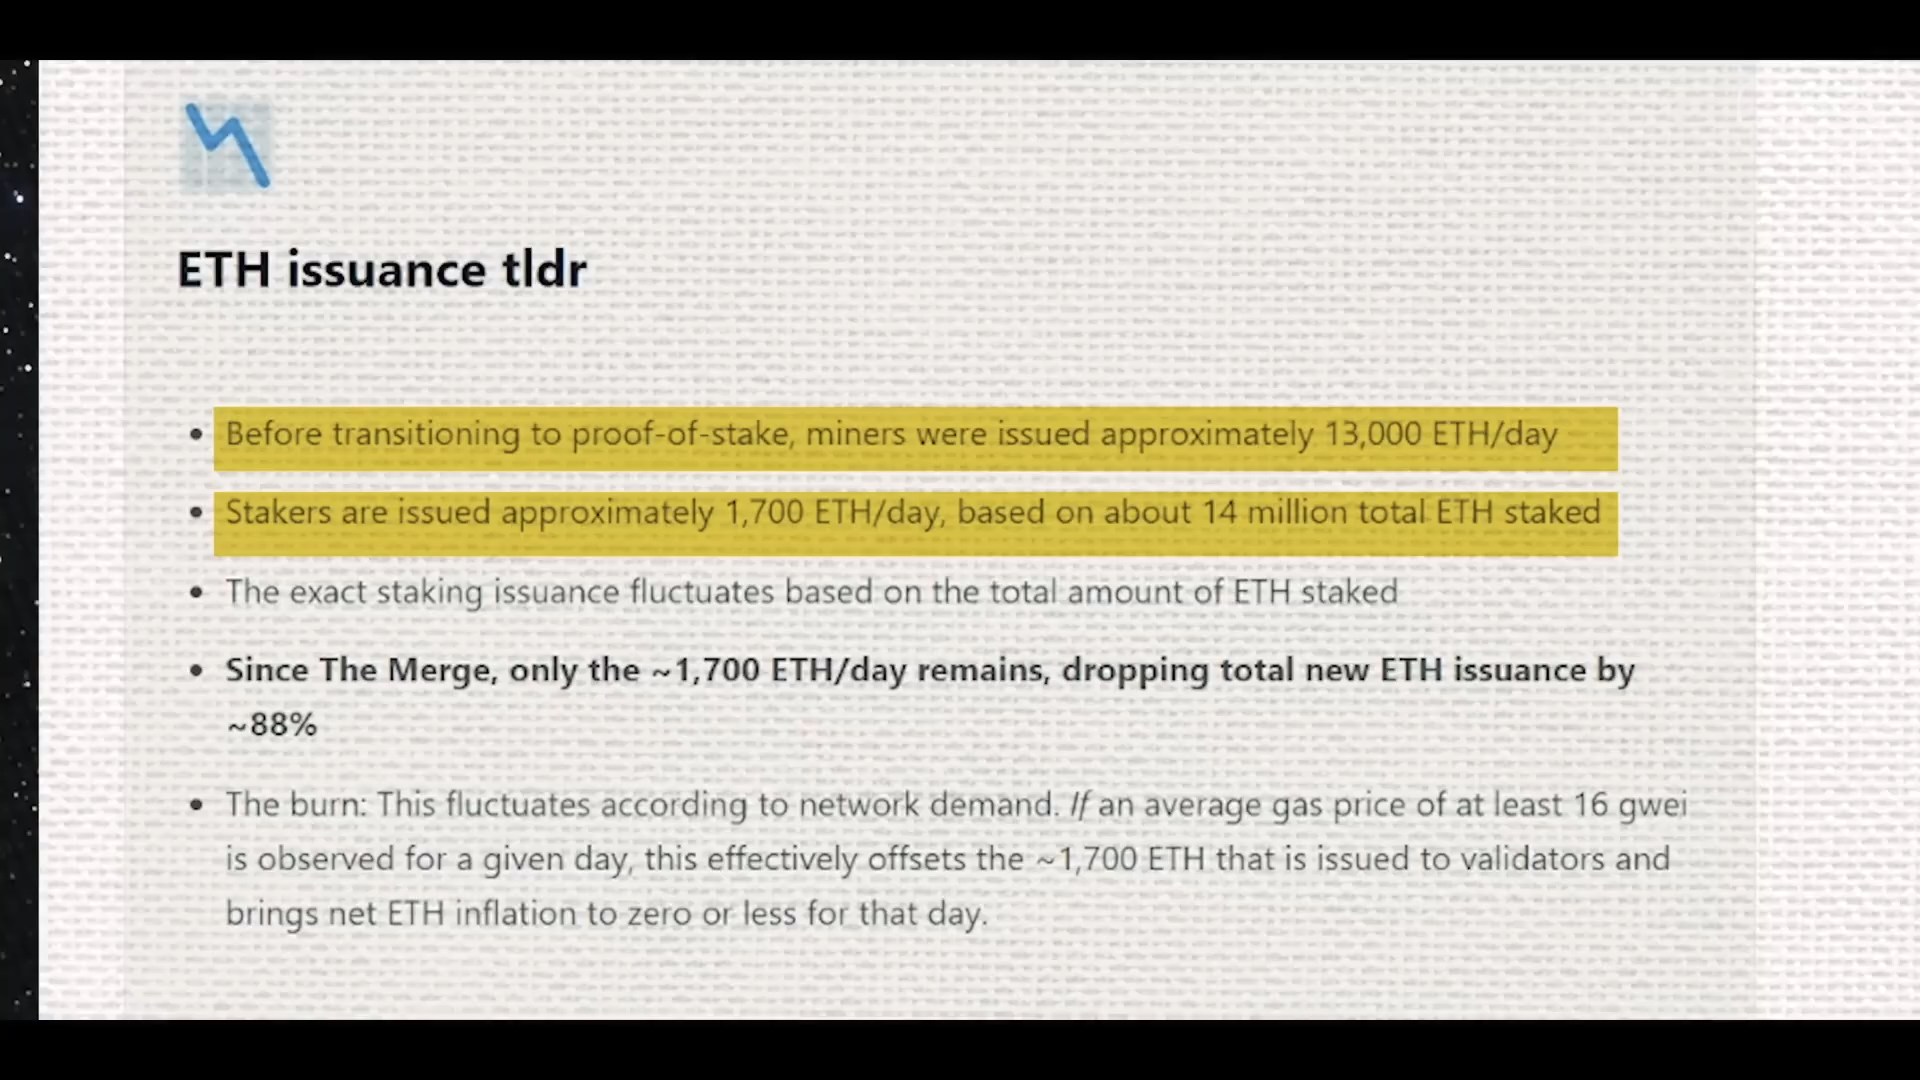 ETH issuance tldr
Before transitioning to proof-of-stake, miners were issued approximately 13,000 ETH/day
Stakers are issued approximately 1,700 ETH/day, based on about 14 million total ETH staked
The exact staking issuance fluctuates based on the total amount of ETH staked
Since The Merge, only the ~1,700 ETH/day remains, dropping total new ETH issuance by
~88%
The burn: This fluctuates according to network demand. If an average gas price of at least 16 gwei
is observed for a given day, this effectively offsets the ~1,700 ETH that is issued to validators and
brings net ETH inflation to zero or less for that day.